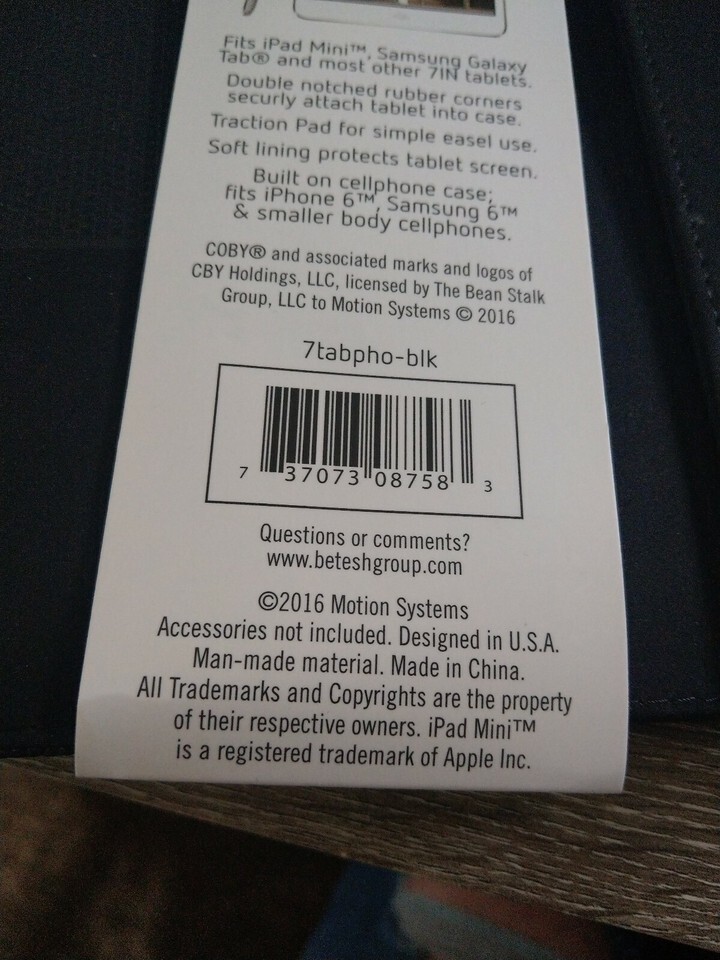 Fits iPad Mini™, Samsung Galaxy
Tab® and most other 7IN tablets.
Double notched rubber corners
securly attach tablet into case.
Traction Pad for simple easel use.
Soft lining protects tablet screen.
Built on cellphone case;
fits iPhone 6™, Samsung 6™
& smaller body cellphones.
COBY® and associated marks and logos of
CBY Holdings, LLC, licensed by The Bean Stalk
Group, LLC to Motion Systems © 2016
7tabpho-blk
7 37073 08758 3
Questions or comments?
www.beteshgroup.com
©2016 Motion Systems
Accessories not included. Designed in U.S.A.
Man-made material. Made in China.
All Trademarks and Copyrights are the property
of their respective owners. iPad Mini™
is a registered trademark of Apple Inc.